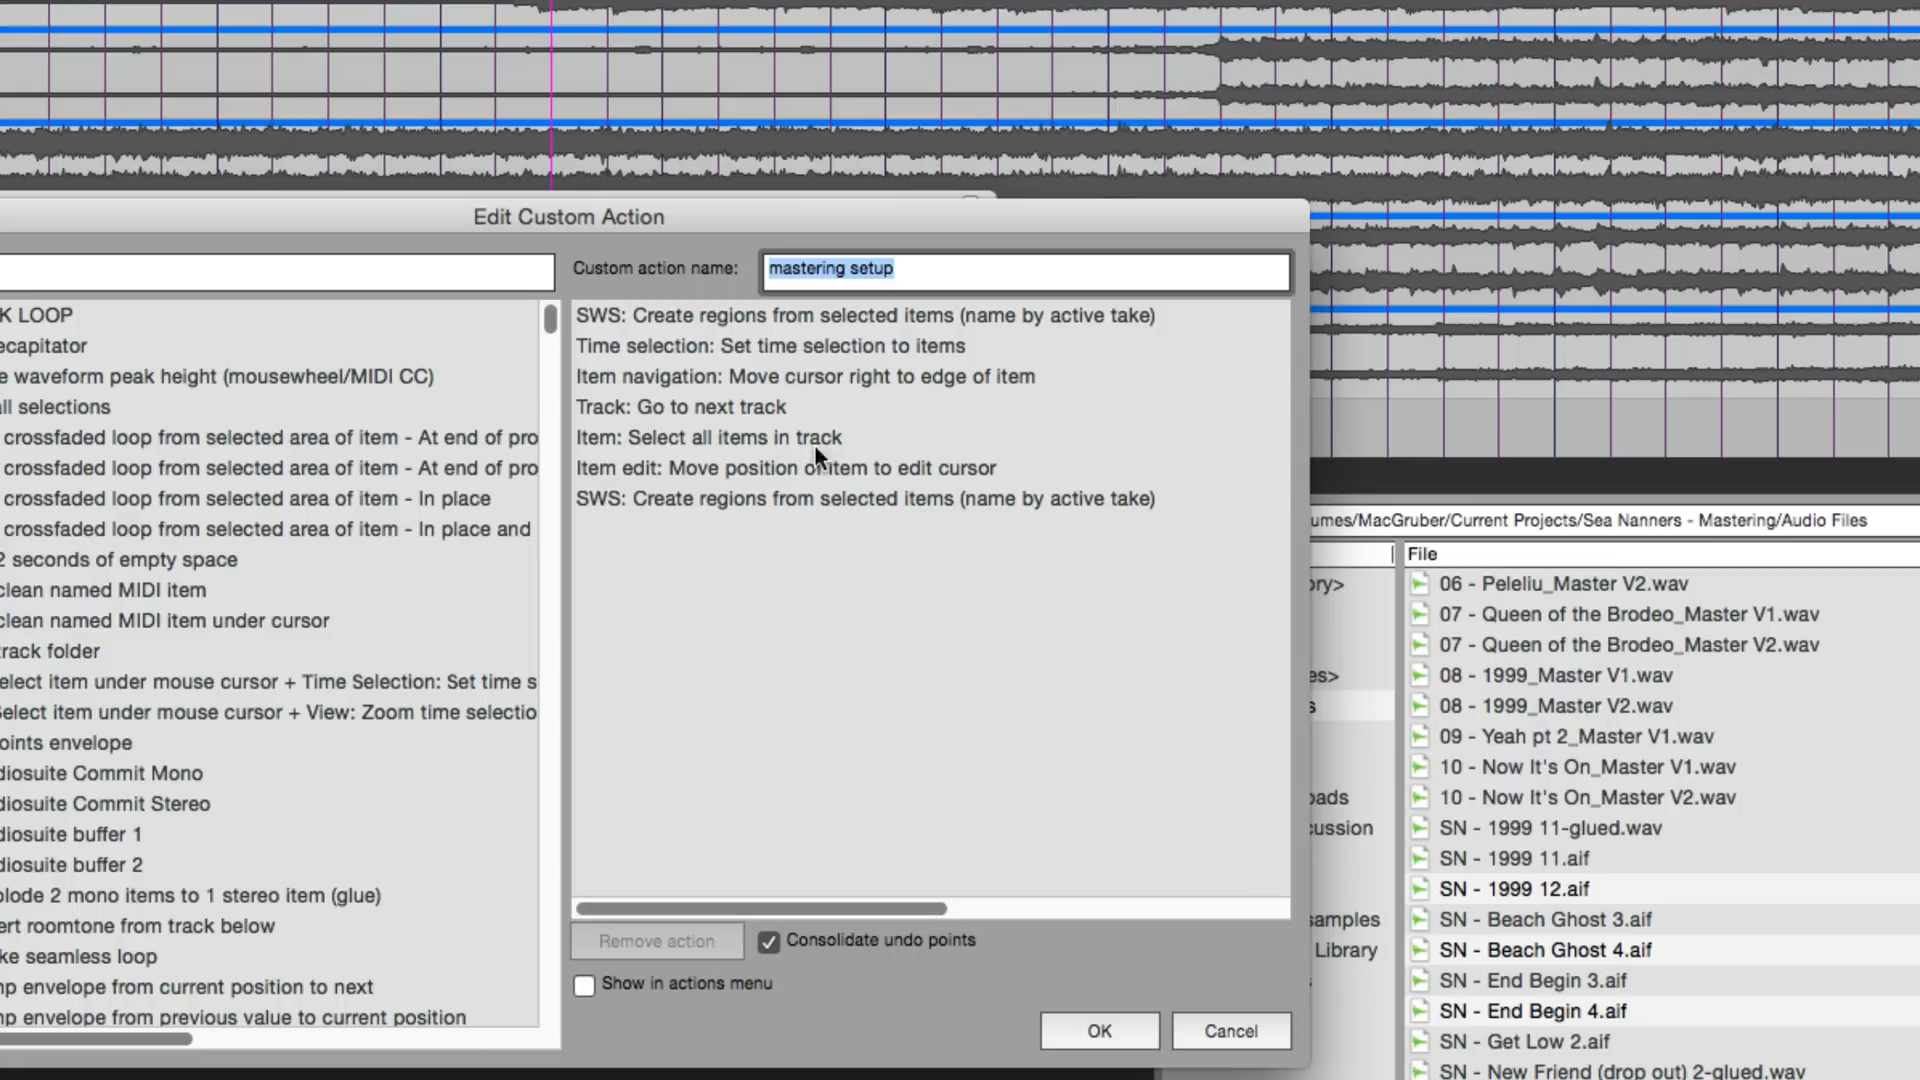 Edit Custom Action
Custom action name:
mastering setup
K LOOP
ecapitator
e waveform peak height (mousewheel/MIDI CC)
all selections
crossfaded loop from selected area of item - At end of pro
crossfaded loop from selected area of item - At end of pro
crossfaded loop from selected area of item - In place
crossfaded loop from selected area of item - In place and
2 seconds of empty space
clean named MIDI item
clean named MIDI item under cursor
track folder
elect item under mouse cursor + Time Selection: Set time s
Select item under mouse cursor + View: Zoom time selectio
oints envelope
diosuite Commit Mono
diosuite Commit Stereo
diosuite buffer 1
diosuite buffer 2
plode 2 mono items to 1 stereo item (glue)
ert roomtone from track below
ke seamless loop
mp envelope from current position to next
mp envelope from previous value to current position
SWS: Create regions from selected items (name by active take)
Time selection: Set time selection to items
Item navigation: Move cursor right to edge of item
Track: Go to next track
Item: Select all items in track
Item edit: Move position of item to edit cursor
SWS: Create regions from selected items (name by active take)
Remove action
Consolidate undo points
Show in actions menu
OK
Cancel
umes/MacGruber/Current Projects/Sea Nanners - Mastering/Audio Files
ory>
es>
s
oads
cussion
samples
Library
File
06 - Peleliu_Master V2.wav
07 - Queen of the Brodeo_Master V1.wav
07 - Queen of the Brodeo_Master V2.wav
08 - 1999_Master V1.wav
08 - 1999_Master V2.wav
09 - Yeah pt 2_Master V1.wav
10 - Now It's On_Master V1.wav
10 - Now It's On_Master V2.wav
SN - 1999 11-glued.wav
SN - 1999 11.aif
SN - 1999 12.aif
SN - Beach Ghost 3.aif
SN - Beach Ghost 4.aif
SN - End Begin 3.aif
SN - End Begin 4.aif
SN - Get Low 2.aif
SN - New Friend (drop out) 2-glued.wav